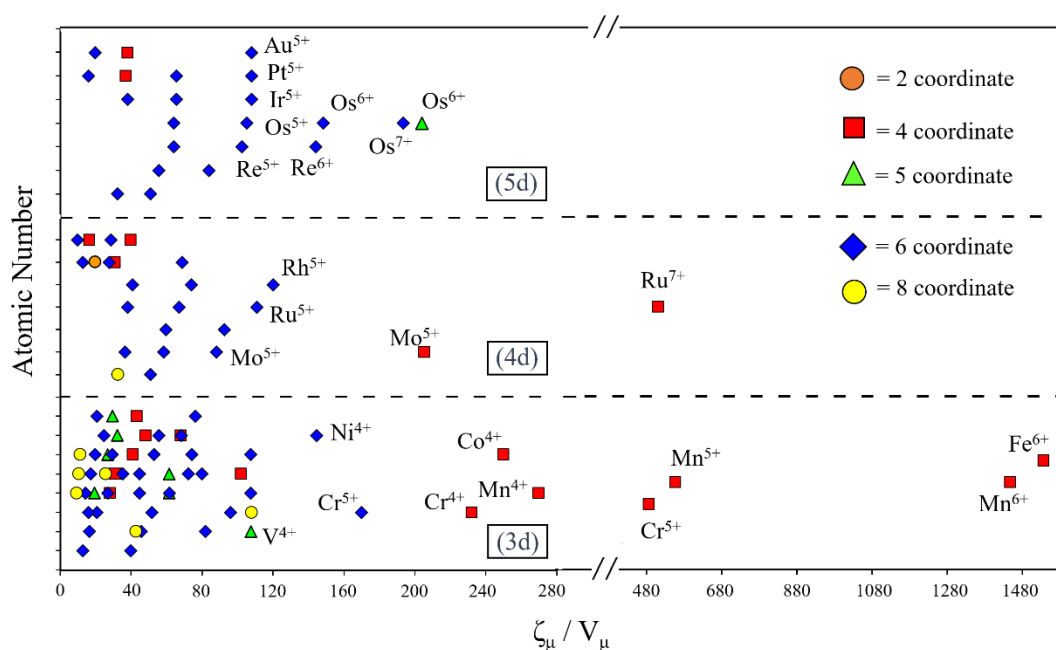 //
Au⁵⁺
Pt⁵⁺
Ir⁵⁺
Os⁶⁺ Os⁶⁺
Os⁵⁺
Os⁷⁺
Re⁵⁺ Re⁶⁺
(5d)
= 2 coordinate
= 4 coordinate
= 5 coordinate
= 6 coordinate
= 8 coordinate
Atomic Number
Rh⁵⁺
Ru⁷⁺
Ru⁵⁺
Mo⁵⁺ Mo⁵⁺
(4d)
Ni⁴⁺
Co⁴⁺
Fe⁶⁺
Mn⁵⁺
Cr⁵⁺ Cr⁴⁺ Mn⁴⁺
Mn⁶⁺
V⁴⁺
Cr⁵⁺
(3d)
//
0 40 80 120 160 200 240 280 480 680 880 1080 1280 1480
ζμ / Vμ